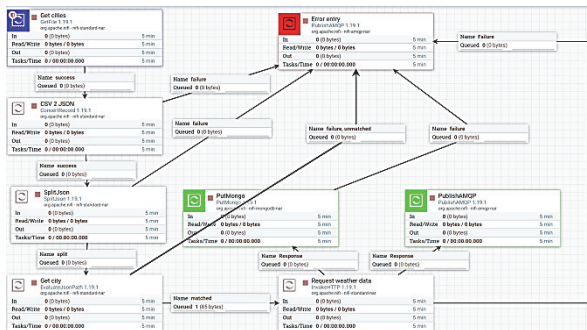 Get cities
GetFile 1.19.1
org.apache.nifi - nifi-standard-nar
In 0 (0 bytes) 5 min
Read/Write 0 bytes / 0 bytes 5 min
Out 0 (0 bytes) 5 min
Tasks/Time 0 / 00:00:00.000 5 min
Error entry
PublishAMQP 1.19.1
org.apache.nifi - nifi-amqp-nar
In 0 (0 bytes) 5 min
Read/Write 0 bytes / 0 bytes 5 min
Out 0 (0 bytes) 5 min
Tasks/Time 0 / 00:00:00.000 5 min
Name Failure
Queued 0 (0 bytes)
Name success
Queued 0 (0 bytes)
Name failure
Queued 0 (0 bytes)
CSV 2 JSON
ConvertRecord 1.19.1
org.apache.nifi - nifi-standard-nar
In 0 (0 bytes) 5 min
Read/Write 0 bytes / 0 bytes 5 min
Out 0 (0 bytes) 5 min
Tasks/Time 0 / 00:00:00.000 5 min
Name failure
Queued 0 (0 bytes)
Name failure, unmatched
Queued 0 (0 bytes)
Name failure
Queued 0 (0 bytes)
Name success
Queued 0 (0 bytes)
SplitJson
SplitJson 1.19.1
org.apache.nifi - nifi-standard-nar
In 0 (0 bytes) 5 min
Read/Write 0 bytes / 0 bytes 5 min
Out 0 (0 bytes) 5 min
Tasks/Time 0 / 00:00:00.000 5 min
PutMongo
PutMongo 1.19.1
org.apache.nifi - nifi-mongodb-nar
In 0 (0 bytes) 5 min
Read/Write 0 bytes / 0 bytes 5 min
Out 0 (0 bytes) 5 min
Tasks/Time 0 / 00:00:00.000 5 min
PublishAMQP
PublishAMQP 1.19.1
org.apache.nifi - nifi-amqp-nar
In 0 (0 bytes) 5 min
Read/Write 0 bytes / 0 bytes 5 min
Out 0 (0 bytes) 5 min
Tasks/Time 0 / 00:00:00.000 5 min
Name split
Queued 0 (0 bytes)
Name Response
Queued 0 (0 bytes)
Name Response
Queued 0 (0 bytes)
Get city
EvaluateJsonPath 1.19.1
org.apache.nifi - nifi-standard-nar
In 0 (0 bytes) 5 min
Read/Write 0 bytes / 0 bytes 5 min
Out 0 (0 bytes) 5 min
Tasks/Time 0 / 00:00:00.000 5 min
Name matched
Queued 1 (65 bytes)
Request weather data
InvokeHTTP 1.19.1
org.apache.nifi - nifi-standard-nar
In 0 (0 bytes) 5 min
Read/Write 0 bytes / 0 bytes 5 min
Out 0 (0 bytes) 5 min
Tasks/Time 0 / 00:00:00.000 5 min